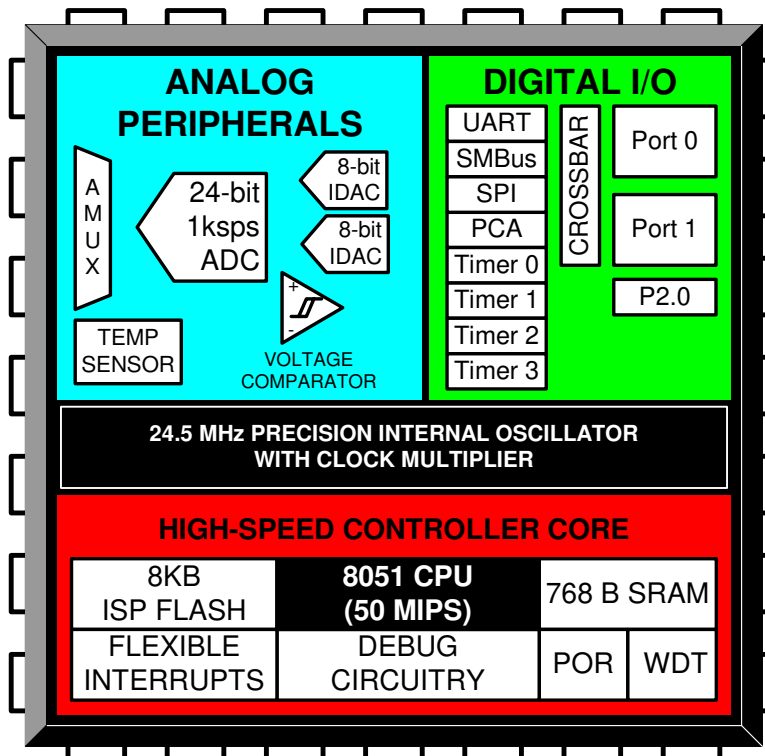 ANALOG
PERIPHERALS
A
M
U
X
24-bit
1ksps
ADC
8-bit
IDAC
8-bit
IDAC
+
-
TEMP
SENSOR
VOLTAGE
COMPARATOR
DIGITAL I/O
UART
SMBus
SPI
PCA
Timer 0
Timer 1
Timer 2
Timer 3
CROSSBAR
Port 0
Port 1
P2.0
24.5 MHz PRECISION INTERNAL OSCILLATOR
WITH CLOCK MULTIPLIER
HIGH-SPEED CONTROLLER CORE
8KB
ISP FLASH
8051 CPU
(50 MIPS)
768 B SRAM
FLEXIBLE
INTERRUPTS
DEBUG
CIRCUITRY
POR
WDT